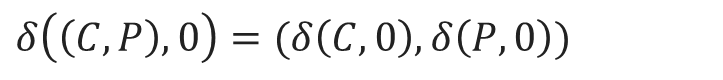 δ((C, P), 0) = (δ(C, 0), δ(P, 0))